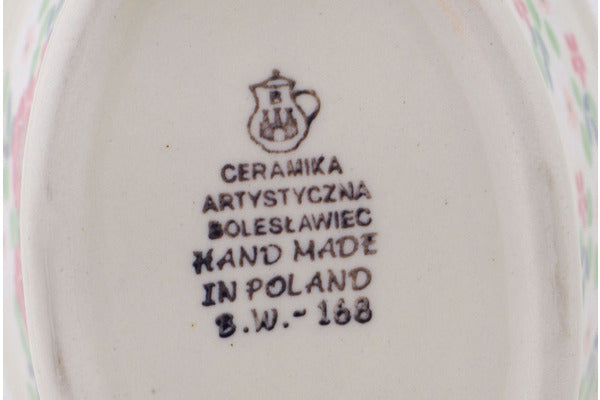 CERAMIKA
ARTYSTYCZNA
BOLESŁAWIEC
HAND MADE
IN POLAND
B.W.-168